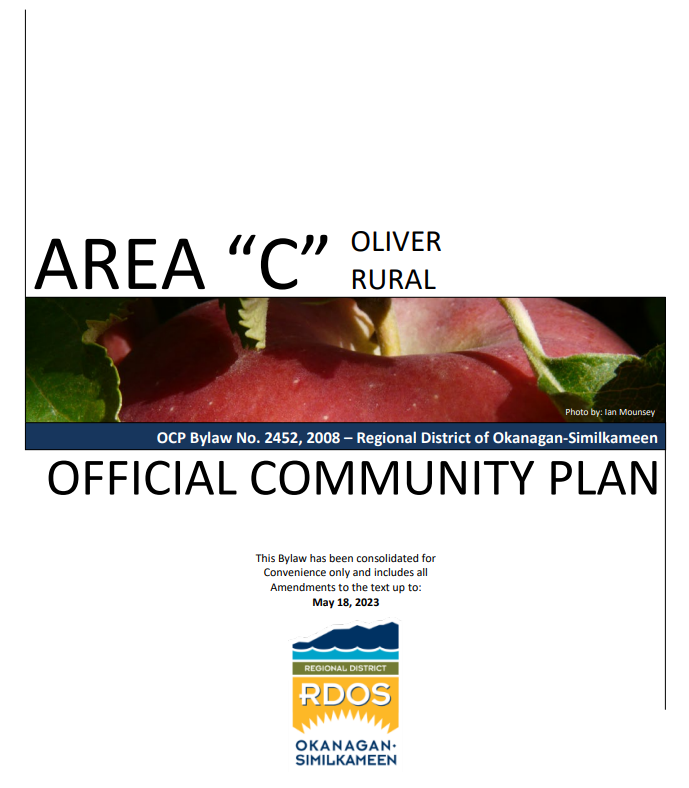 AREA “C” OLIVER
RURAL
Photo by: Ian Mounsey
OCP Bylaw No. 2452, 2008 – Regional District of Okanagan-Similkameen
OFFICIAL COMMUNITY PLAN
This Bylaw has been consolidated for
Convenience only and includes all
Amendments to the text up to:
May 18, 2023
REGIONAL DISTRICT
RDOS
OKANAGAN·
SIMILKAMEEN